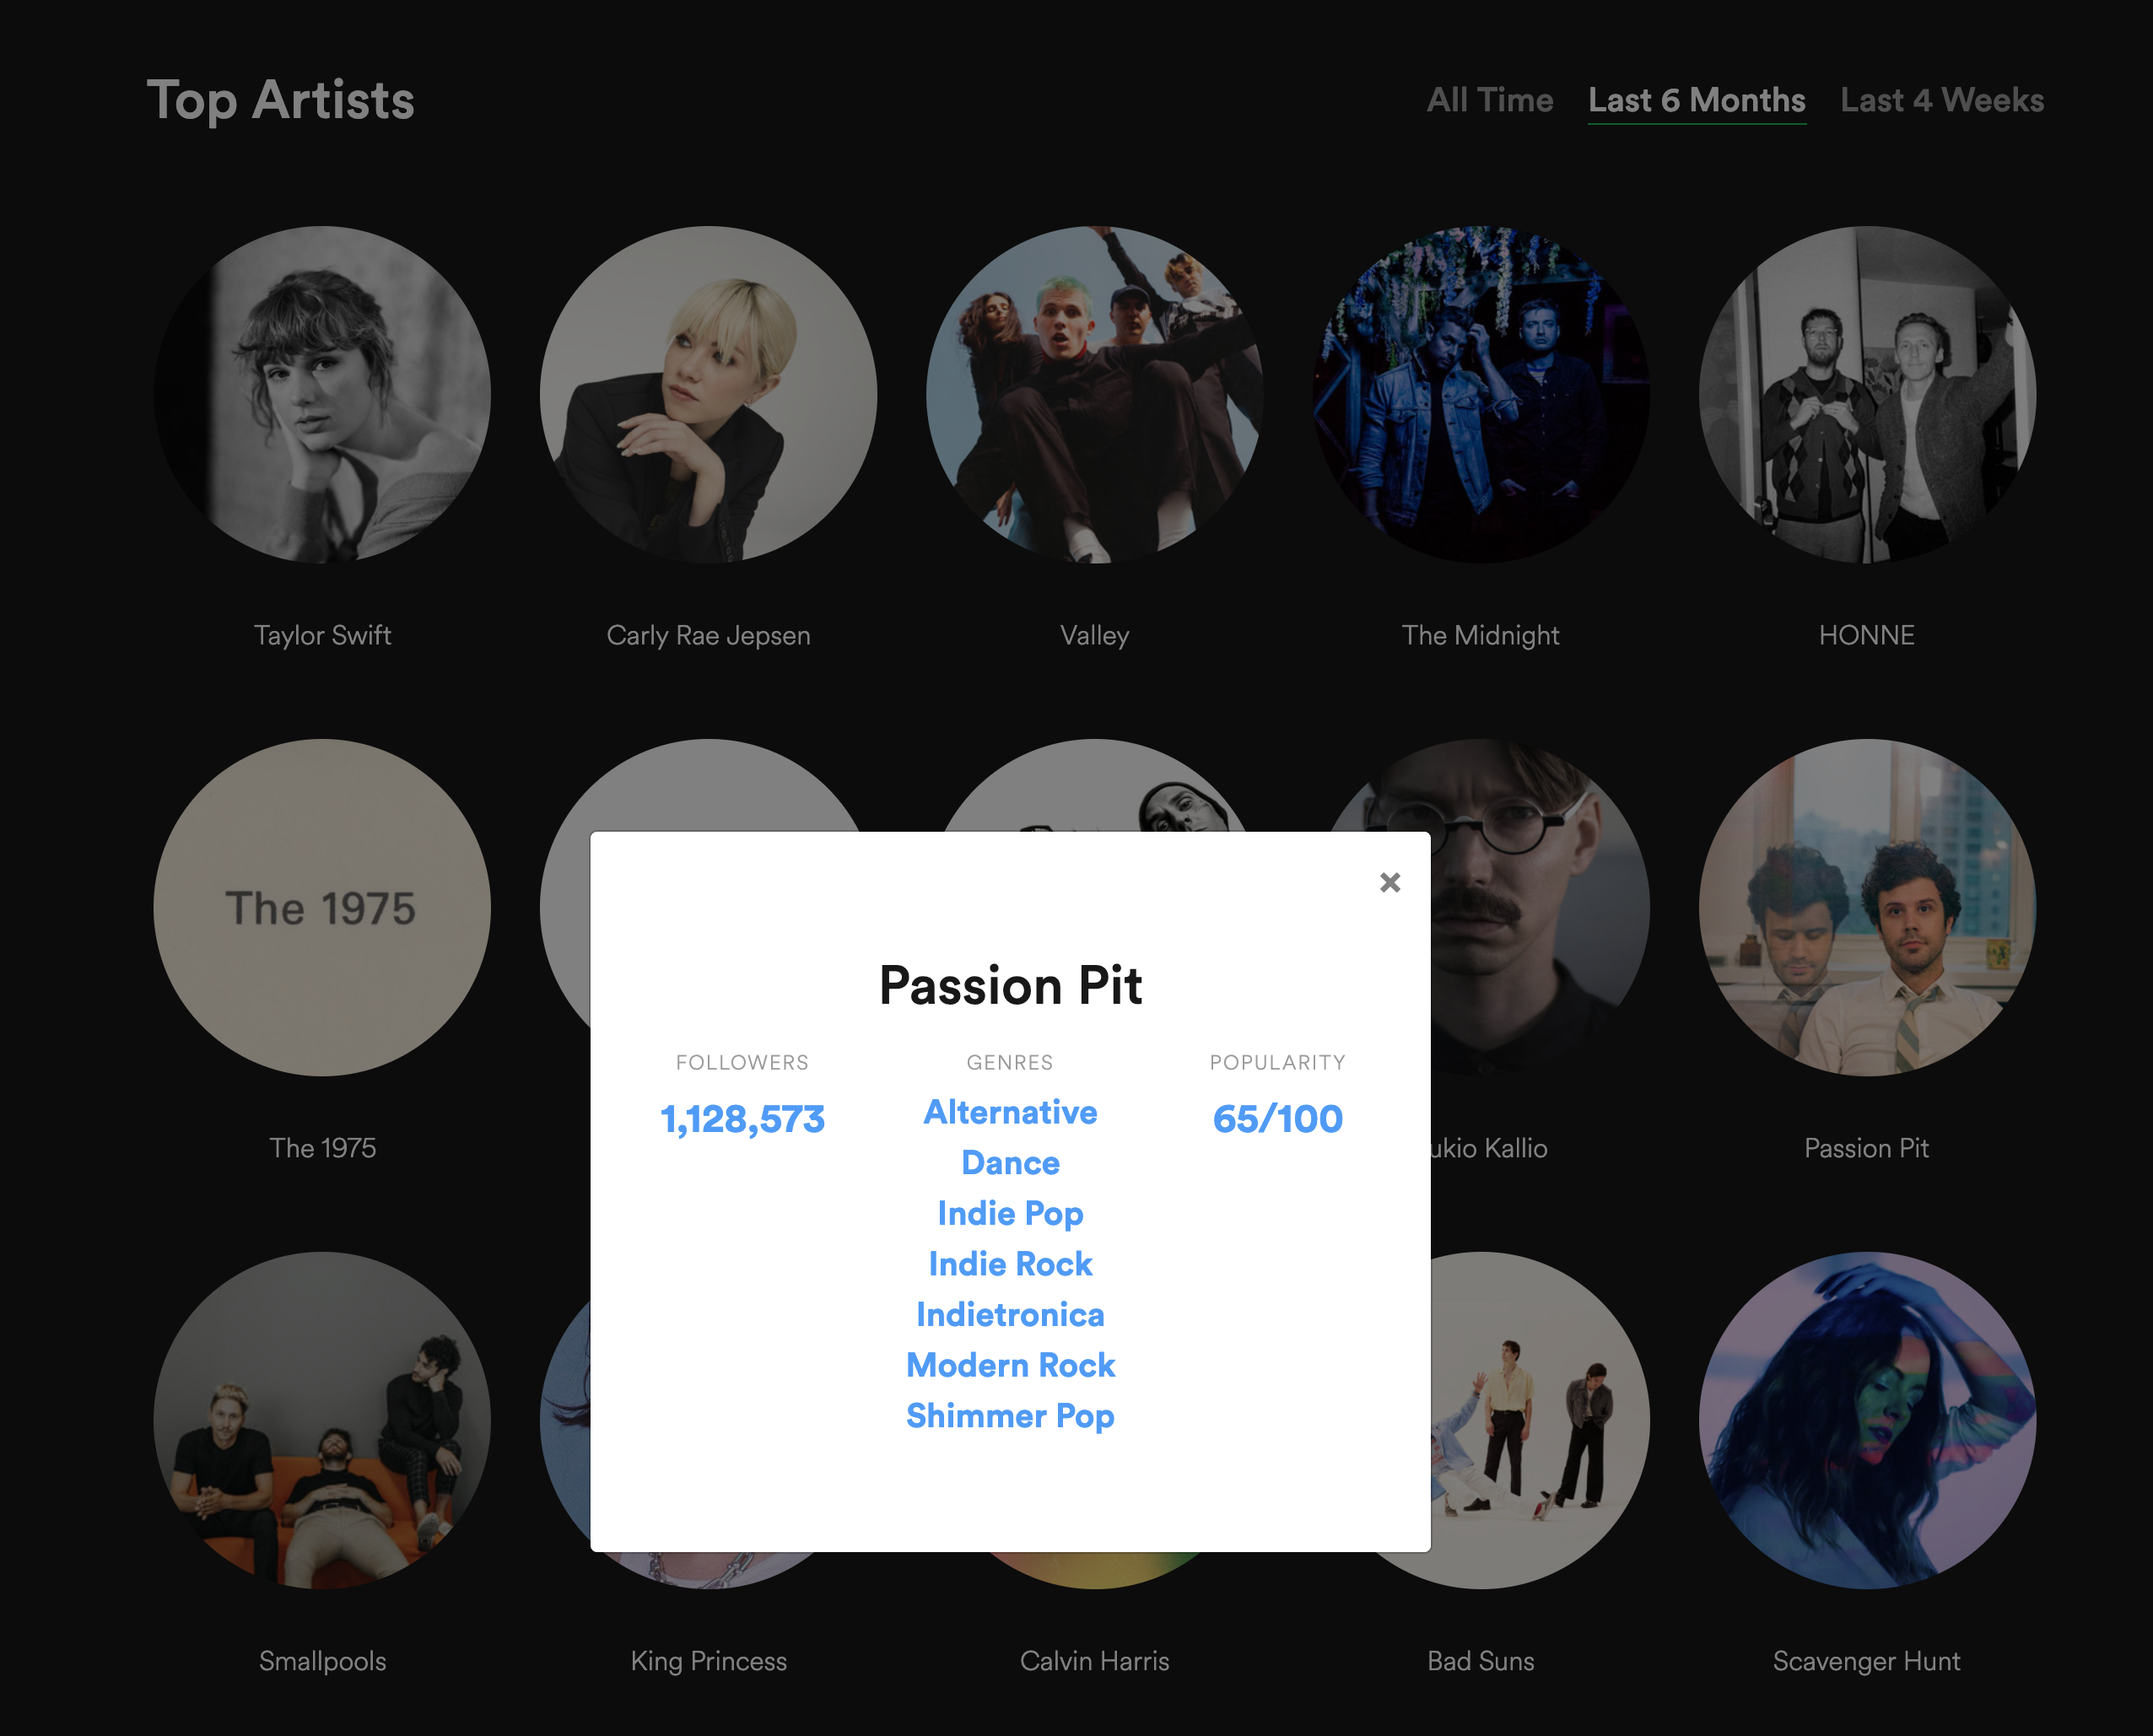 Top Artists
All Time Last 6 Months Last 4 Weeks
Taylor Swift Carly Rae Jepsen Valley The Midnight HONNE
The 1975
Passion Pit
FOLLOWERS GENRES POPULARITY
1,128,573 Alternative 65/100
Dance
Indie Pop
Indie Rock
Indietronica
Modern Rock
Shimmer Pop
The 1975 Kallio Passion Pit
Smallpools King Princess Calvin Harris Bad Suns Scavenger Hunt